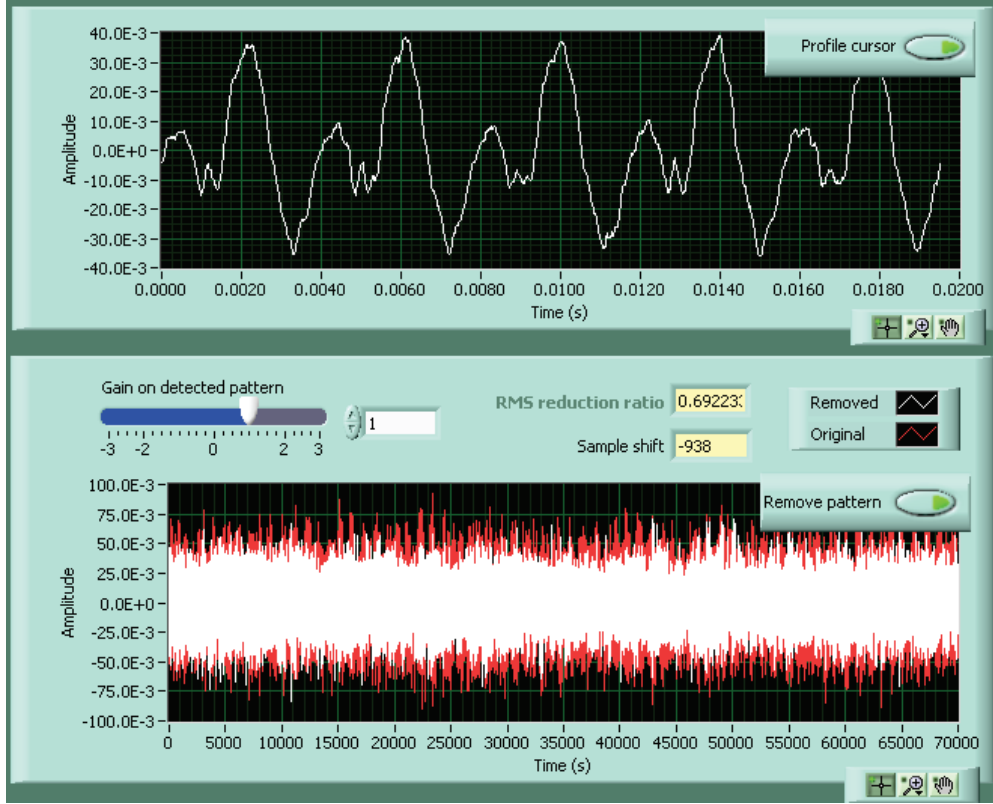 Profile cursor
40.0E-3
30.0E-3
20.0E-3
10.0E-3
0.0E+0
-10.0E-3
-20.0E-3
-30.0E-3
-40.0E-3
Amplitude
0.0000 0.0020 0.0040 0.0060 0.0080 0.0100 0.0120 0.0140 0.0160 0.0180 0.0200
Time (s)
Gain on detected pattern
-3 -2 0 2 3
1
RMS reduction ratio 0.69223
Sample shift -938
Removed
Original
Remove pattern
100.0E-3
75.0E-3
50.0E-3
25.0E-3
0.0E+0
-25.0E-3
-50.0E-3
-75.0E-3
-100.0E-3
Amplitude
0 5000 10000 15000 20000 25000 30000 35000 40000 45000 50000 55000 60000 65000 70000
Time (s)